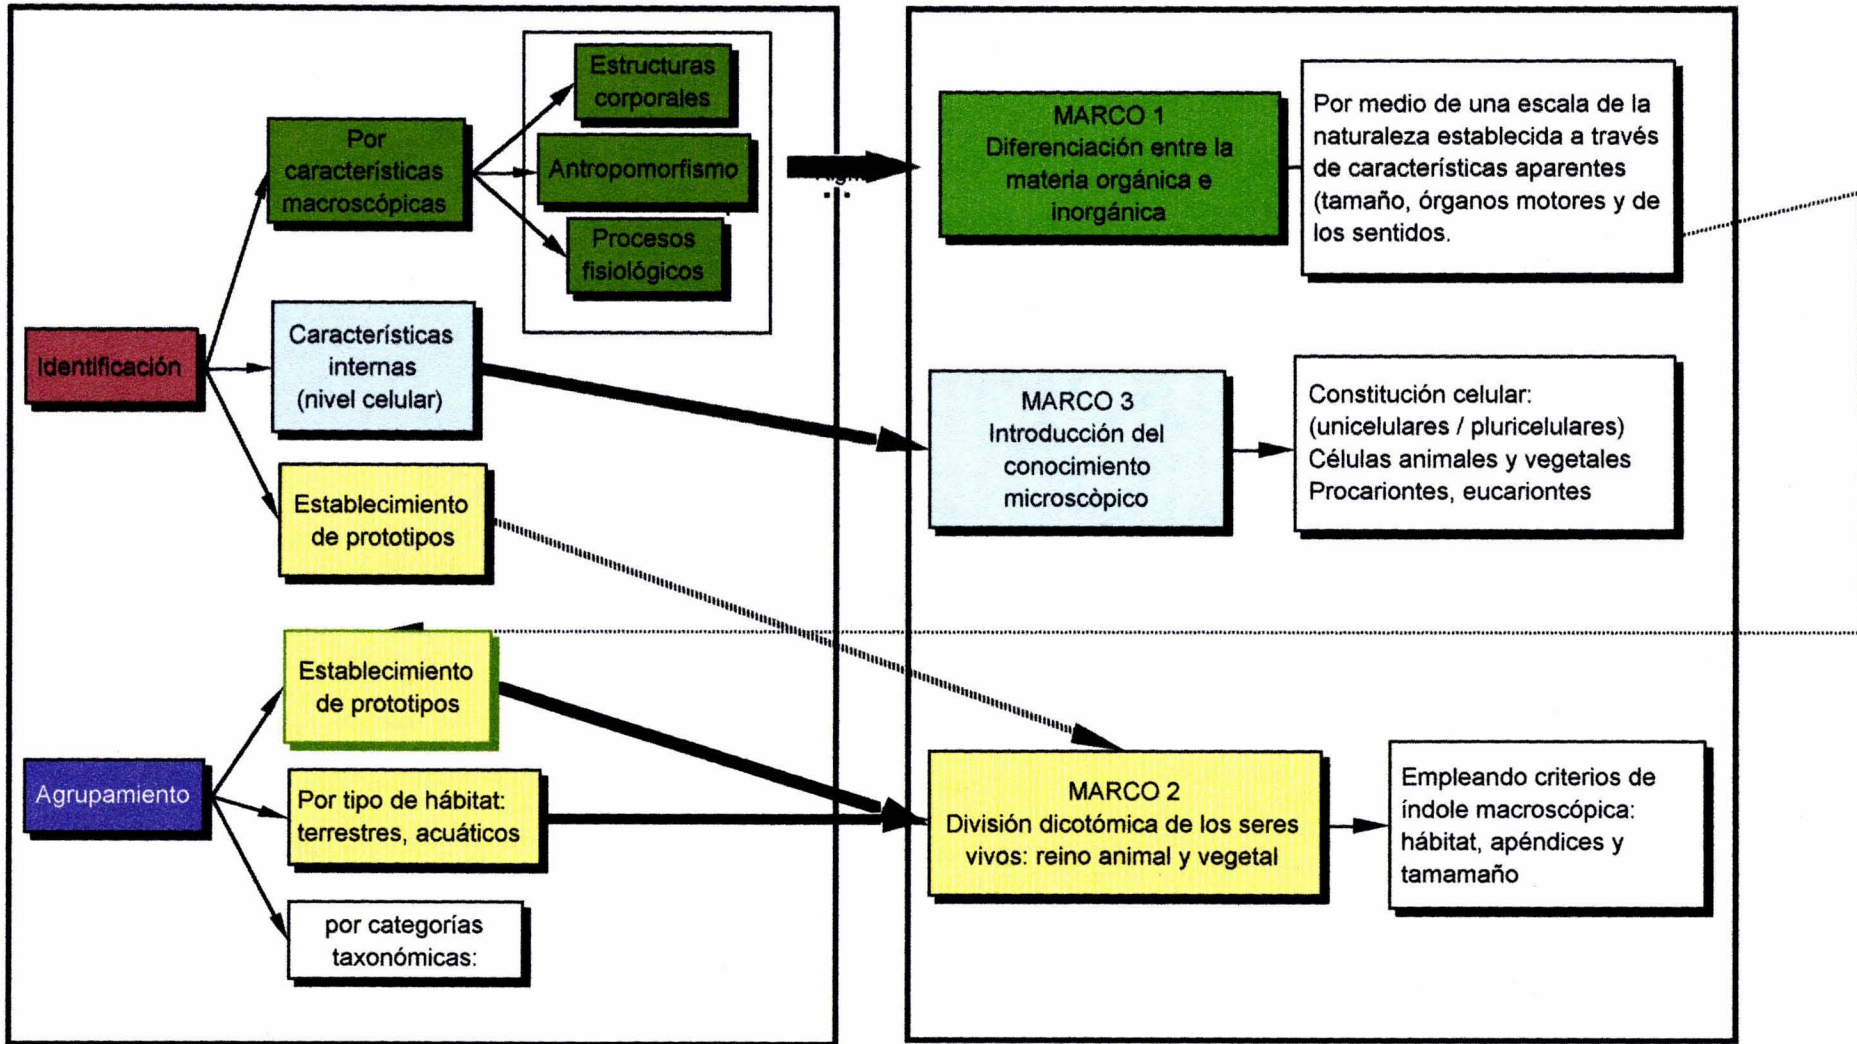 Estructuras
corporales
Por
características
macroscópicas
Antropomorfismo
Procesos
fisiológicos
Identificación
Características
internas
(nivel celular)
Establecimiento
de prototipos
Establecimiento
de prototipos
Agrupamiento
Por tipo de hábitat:
terrestres, acuáticos
por categorías
taxonómicas:
MARCO 1
Diferenciación entre la
materia orgánica e
inorgánica
Por medio de una escala de la
naturaleza establecida a través
de características aparentes
(tamaño, órganos motores y de
los sentidos.
MARCO 3
Introducción del
conocimiento
microscòpico
Constitución celular:
(unicelulares / pluricelulares)
Células animales y vegetales
Procariontes, eucariontes
MARCO 2
División dicotómica de los seres
vivos: reino animal y vegetal
Empleando criterios de
índole macroscópica:
hábitat, apéndices y
tamamaño